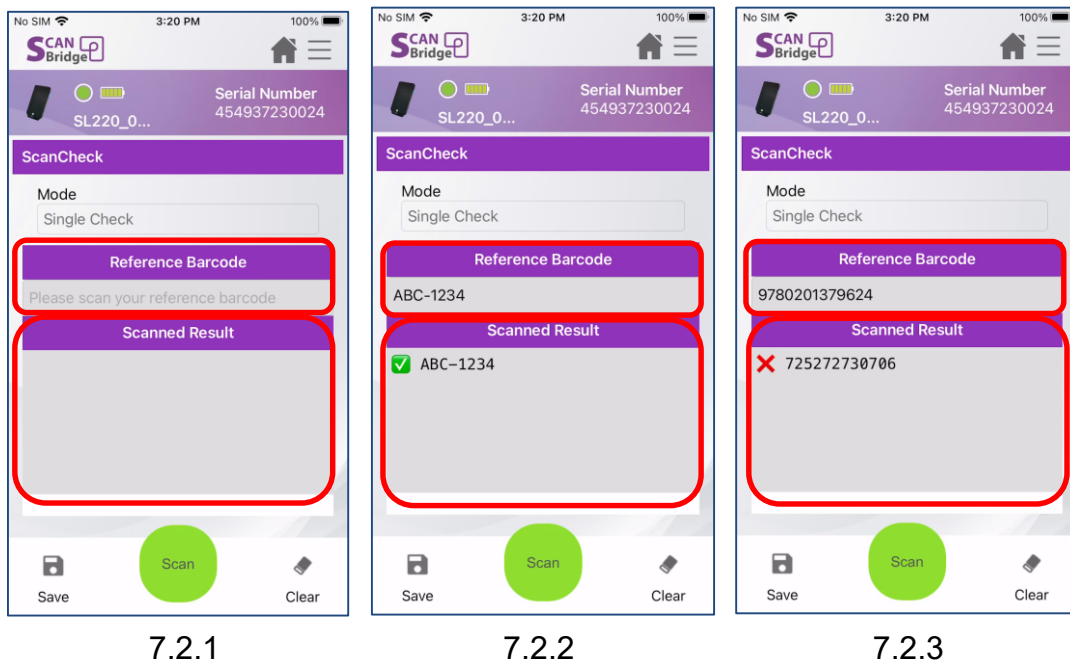 No SIM 3:20 PM 100%
SCAN
Bridge
SL220_0...
Serial Number
454937230024
ScanCheck
Mode
Single Check
Reference Barcode
Please scan your reference barcode
Scanned Result
Save
Scan
Clear
7.2.1
No SIM 3:20 PM 100%
SCAN
Bridge
SL220_0...
Serial Number
454937230024
ScanCheck
Mode
Single Check
Reference Barcode
ABC-1234
Scanned Result
✅ ABC-1234
Save
Scan
Clear
7.2.2
No SIM 3:20 PM 100%
SCAN
Bridge
SL220_0...
Serial Number
454937230024
ScanCheck
Mode
Single Check
Reference Barcode
9780201379624
Scanned Result
❌ 725272730706
Save
Scan
Clear
7.2.3